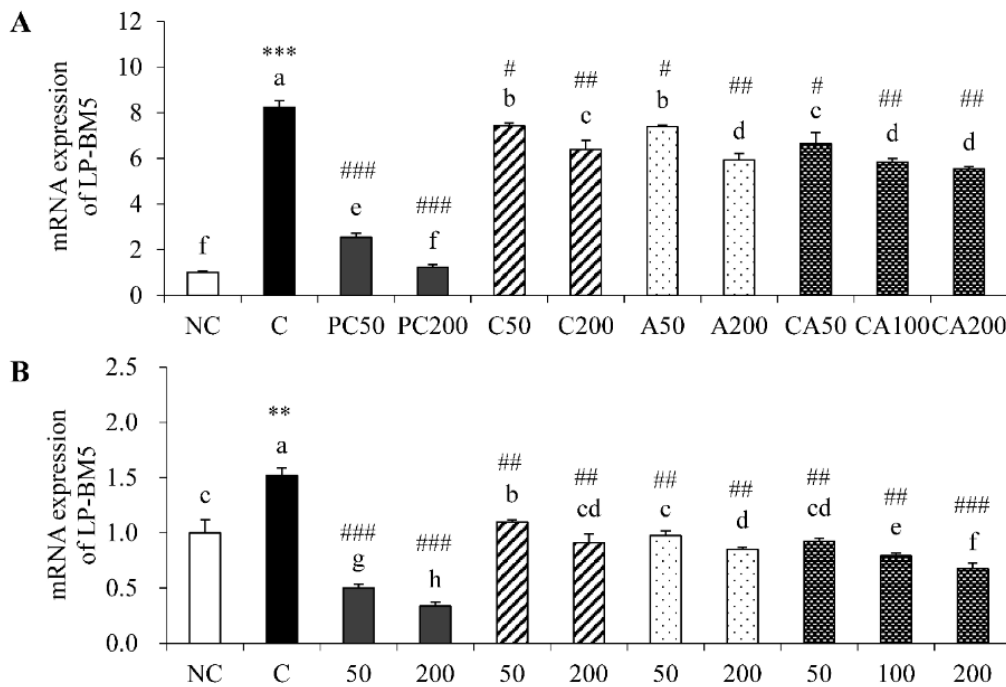 A
mRNA expression
of LP-BM5
12
10
8
6
4
2
0
f
***
a
###
e
###
f
#
b
##
c
#
b
##
d
#
c
##
d
##
d
NC C PC50 PC200 C50 C200 A50 A200 CA50 CA100 CA200
B
mRNA expression
of LP-BM5
2.5
2.0
1.5
1.0
0.5
0.0
c
**
a
###
g
###
h
##
b
##
cd
##
c
##
d
##
cd
##
e
###
f
NC C 50 200 50 200 50 200 50 100 200